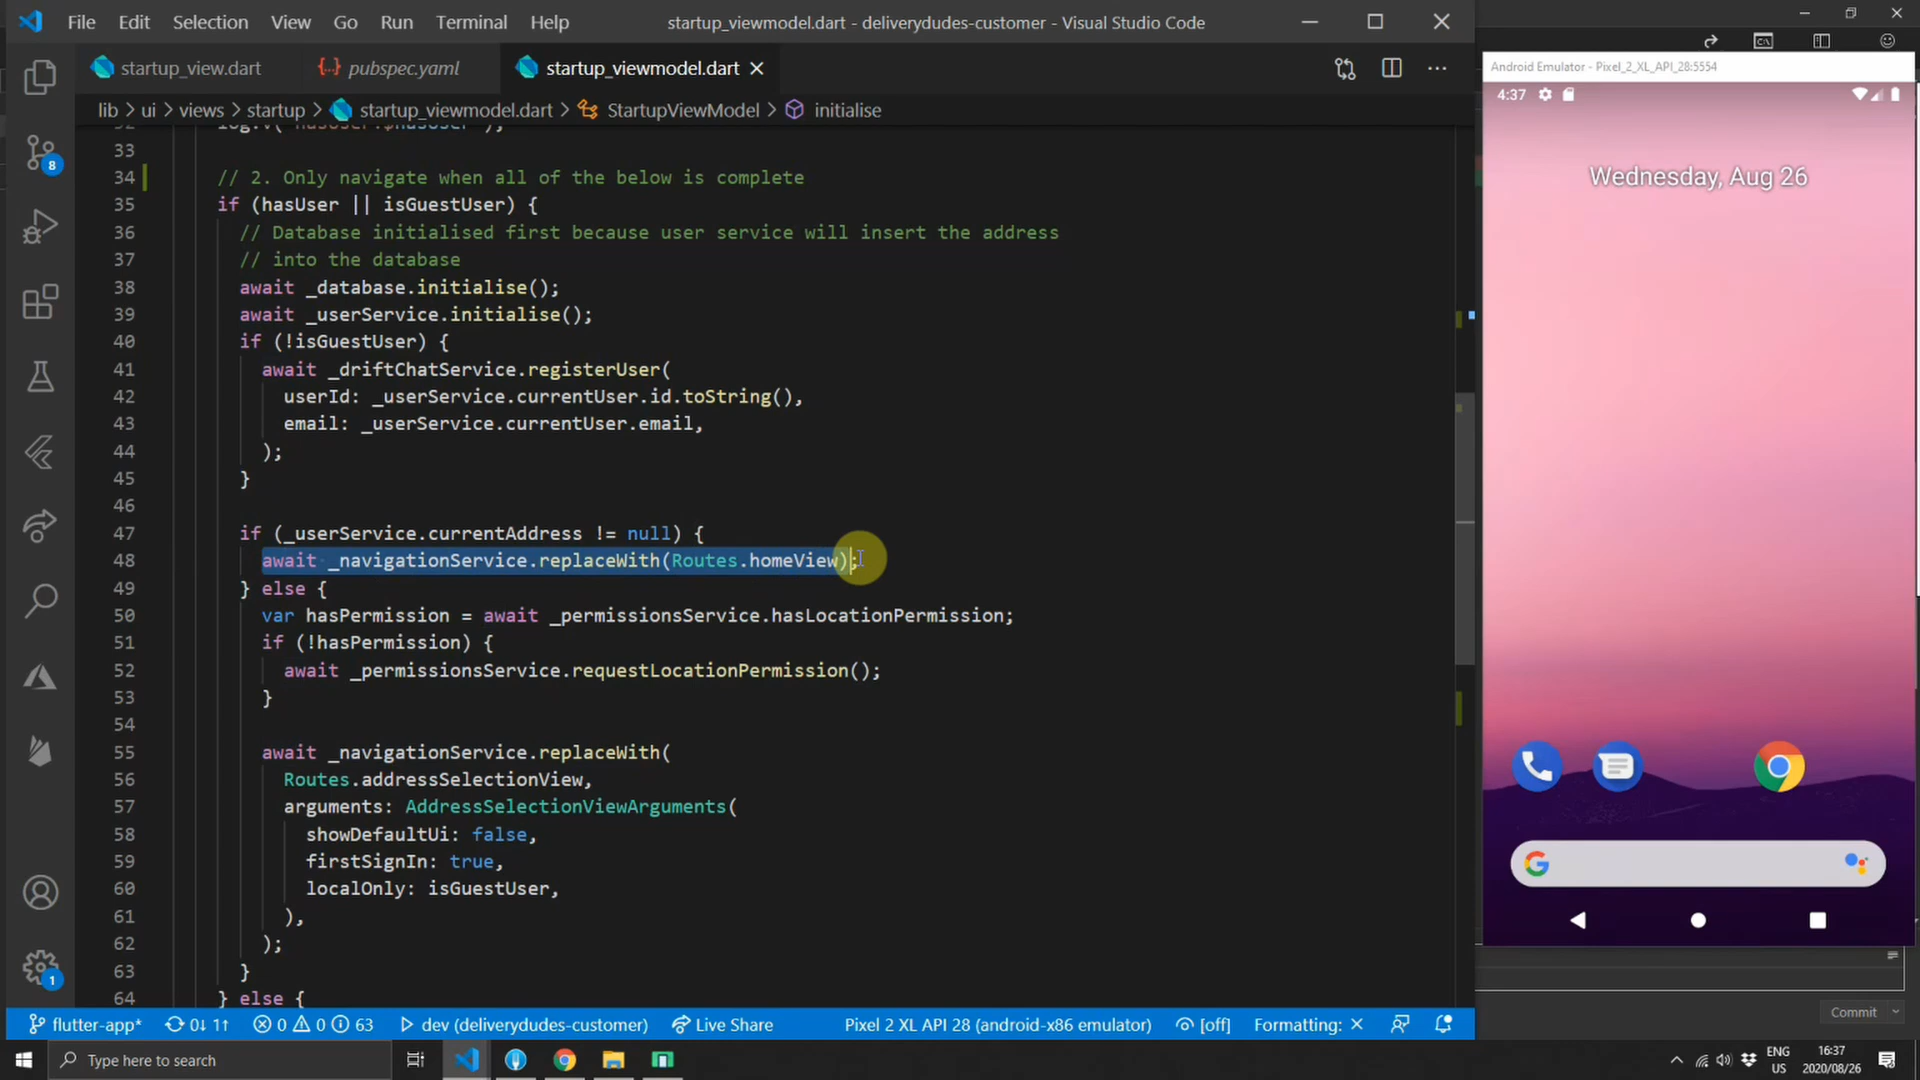 File Edit Selection View Go Run Terminal Help startup_viewmodel.dart - deliverydudes-customer - Visual Studio Code
startup_view.dart pubspec.yaml startup_viewmodel.dart
lib > ui > views > startup > startup_viewmodel.dart > StartupViewModel > initialise
33
34 // 2. Only navigate when all of the below is complete
35 if (hasUser || isGuestUser) {
36 // Database initialised first because user service will insert the address
37 // into the database
38 await _database.initialise();
39 await _userService.initialise();
40 if (!isGuestUser) {
41 await _driftChatService.registerUser(
42 userId: _userService.currentUser.id.toString(),
43 email: _userService.currentUser.email,
44 );
45 }
46
47 if (_userService.currentAddress != null) {
48 await _navigationService.replaceWith(Routes.homeView);
49 } else {
50 var hasPermission = await _permissionsService.hasLocationPermission;
51 if (!hasPermission) {
52 await _permissionsService.requestLocationPermission();
53 }
54
55 await _navigationService.replaceWith(
56 Routes.addressSelectionView,
57 arguments: AddressSelectionViewArguments(
58 showDefaultUi: false,
59 firstSignIn: true,
60 localOnly: isGuestUser,
61 ),
62 );
63 }
64 } else {
8
1
flutter-app* 0↓ 1↑ 0 0 63 dev (deliverydudes-customer) Live Share Pixel 2 XL API 28 (android-x86 emulator) [off] Formatting: ×
Android Emulator - Pixel_2_XL_API_28:5554
4:37
Wednesday, Aug 26
Commit
Type here to search
ENG
US
16:37
2020/08/26